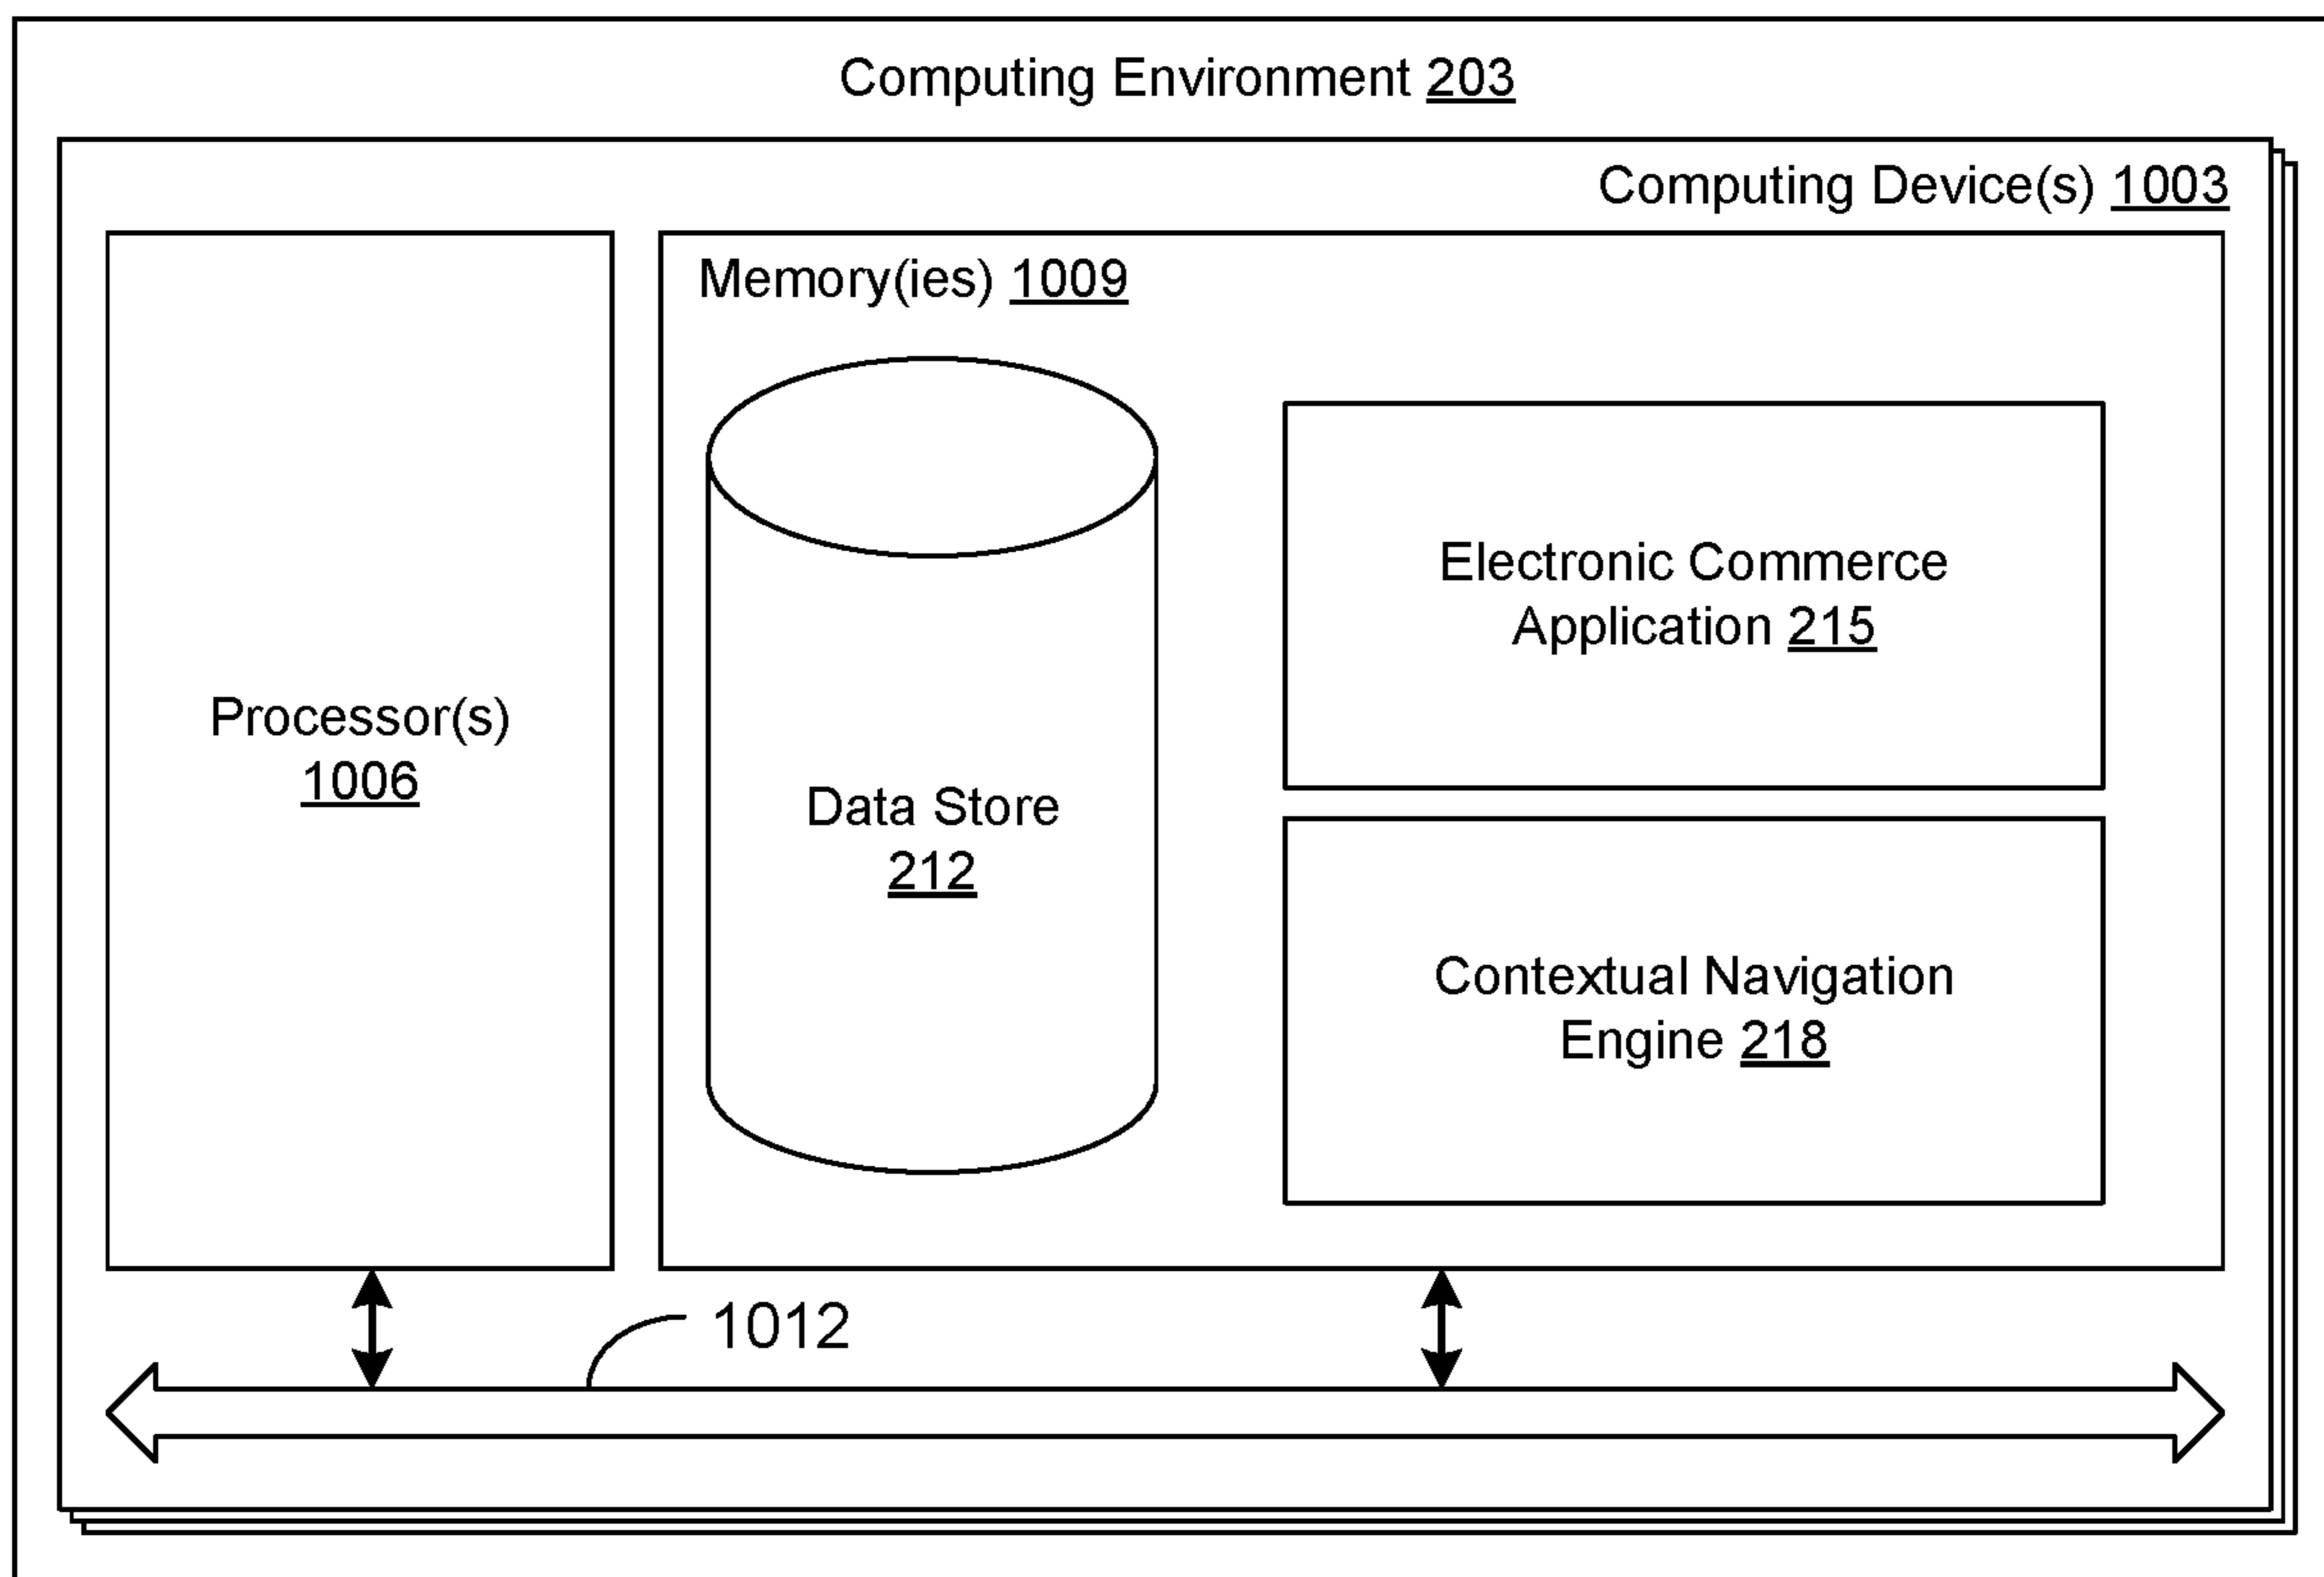 Computing Environment 203
Computing Device(s) 1003
Memory(ies) 1009
Electronic Commerce
Application 215
Processor(s)
1006
Data Store
212
Contextual Navigation
Engine 218
1012